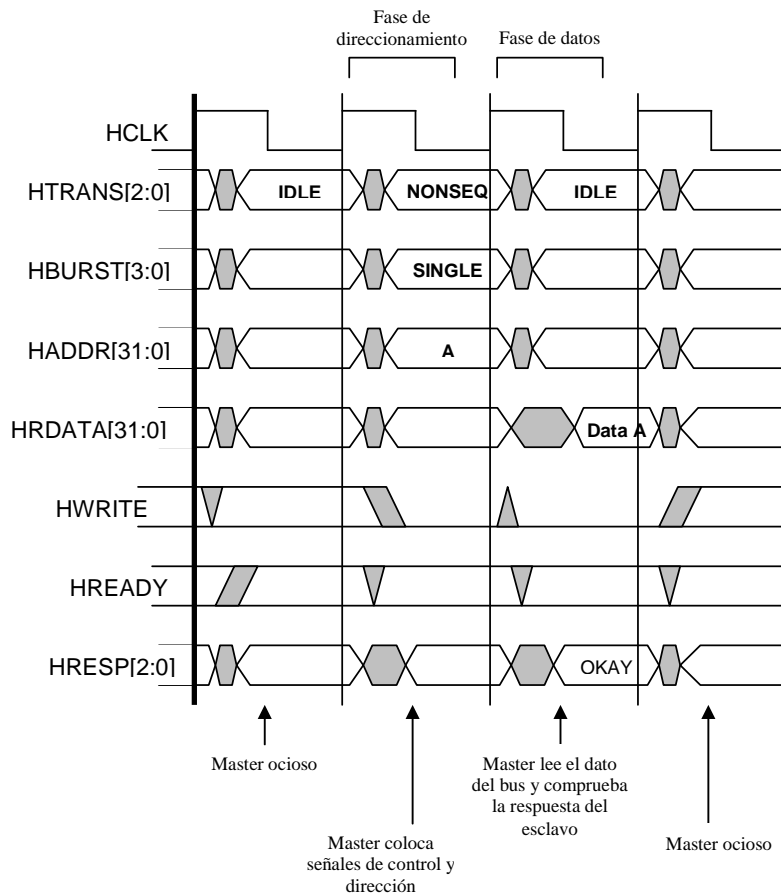 Fase de
direccionamiento
Fase de datos
HCLK
HTRANS[2:0]
IDLE
NONSEQ
IDLE
HBURST[3:0]
SINGLE
HADDR[31:0]
A
HRDATA[31:0]
Data A
HWRITE
HREADY
HRESP[2:0]
OKAY
Master ocioso
Master coloca
señales de control y
dirección
Master lee el dato
del bus y comprueba
la respuesta del
esclavo
Master ocioso